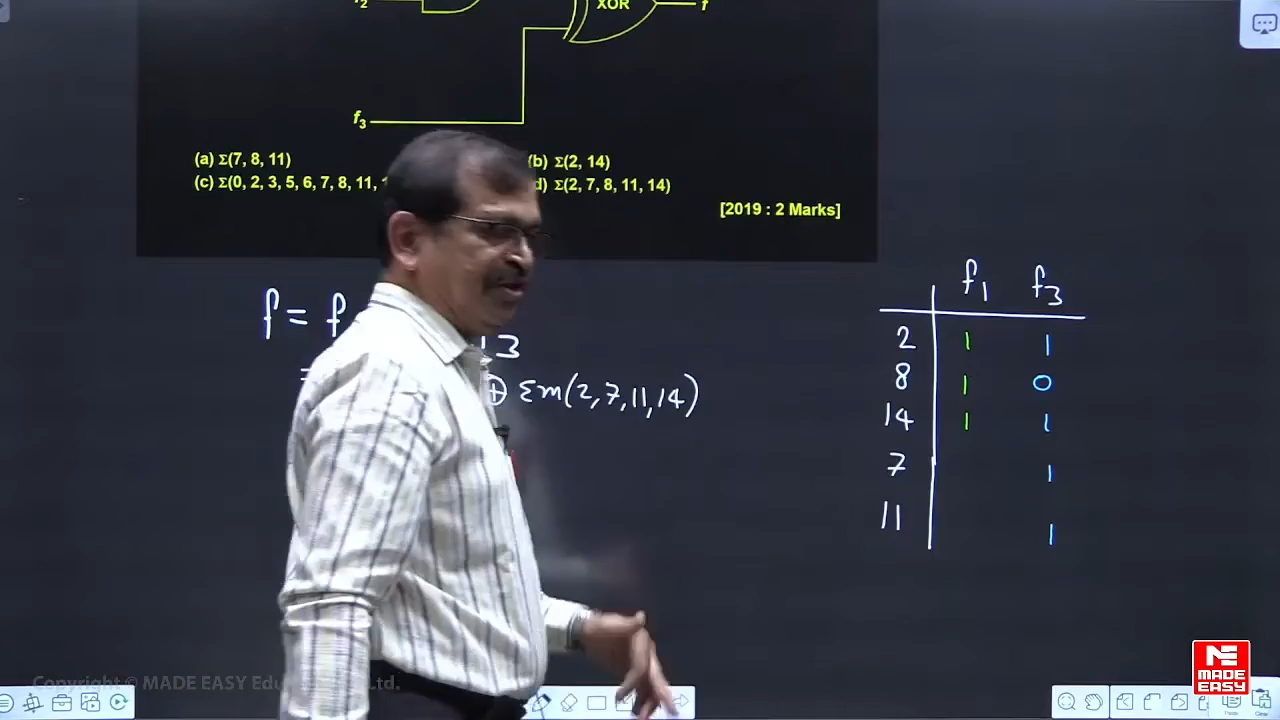 f₂
XOR
f
f₃
(a) Σ(7, 8, 11)
(b) Σ(2, 14)
(c) Σ(0, 2, 3, 5, 6, 7, 8, 11,
d) Σ(2, 7, 8, 11, 14)
[2019 : 2 Marks]
f = f
13
= ⊕ Σm(2,7,11,14)
f₁ f₃
2 1 1
8 1 0
14 1 1
7 1
11 1
Copyright © MADE EASY Edu Ltd.
MADE EASY